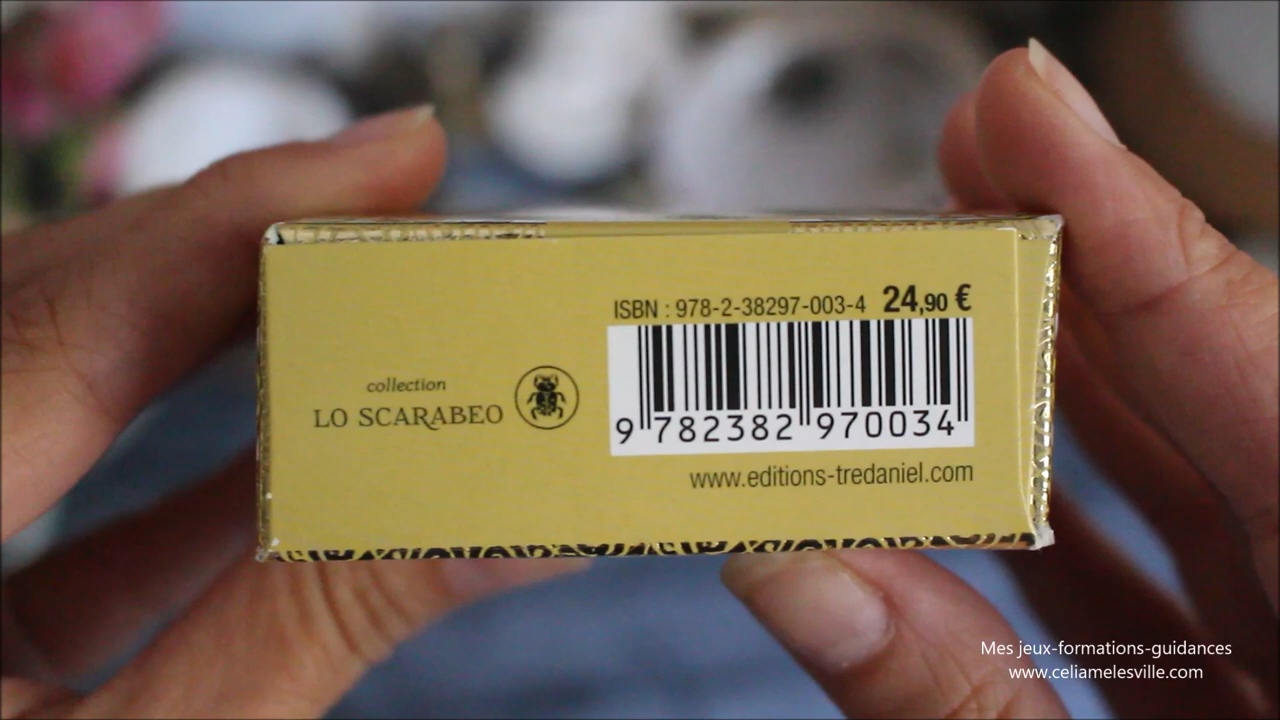 ISBN : 978-2-38297-003-4 24,90 €
collection
LO SCARABEO
9 782382 970034
www.editions-tredaniel.com
Mes jeux-formations-guidances
www.celiamelesville.com